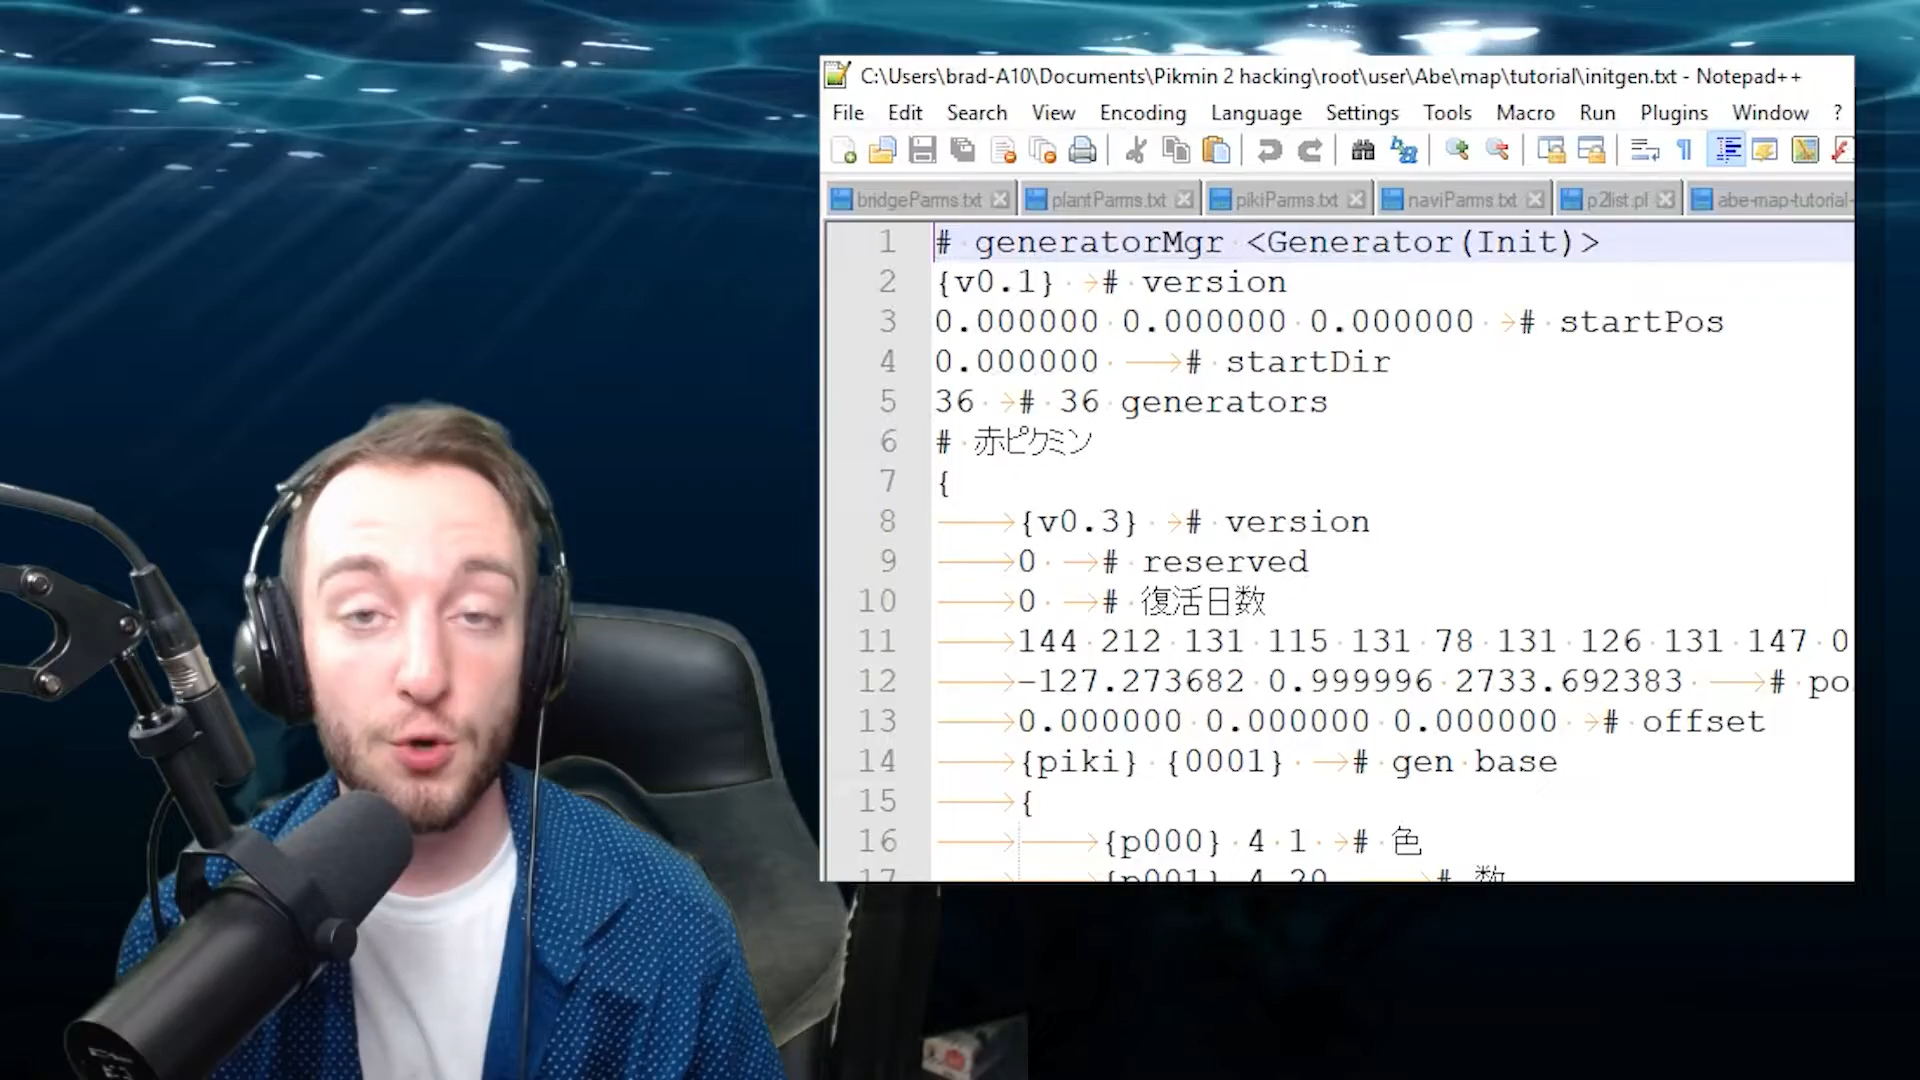 C:\Users\brad-A10\Documents\Pikmin 2 hacking\root\user\Abe\map\tutorial\initgen.txt - Notepad++
File Edit Search View Encoding Language Settings Tools Macro Run Plugins Window ?
bridgeParms.txt plantParms.txt pikiParms.txt naviParms.txt p2list.pl abe-map-tutorial-
1 # generatorMgr <Generator(Init)>
2 {v0.1} # version
3 0.000000 0.000000 0.000000 # startPos
4 0.000000 # startDir
5 36 # 36 generators
6 # 赤ピクミン
7 {
8 {v0.3} # version
9 0 # reserved
10 0 # 復活日数
11 144 212 131 115 131 78 131 126 131 147 0
12 -127.273682 0.999996 2733.692383 # po
13 0.000000 0.000000 0.000000 # offset
14 {piki} {0001} # gen base
15 {
16 {p000} 4 1 # 色
17 {p001} 4 20 # 数